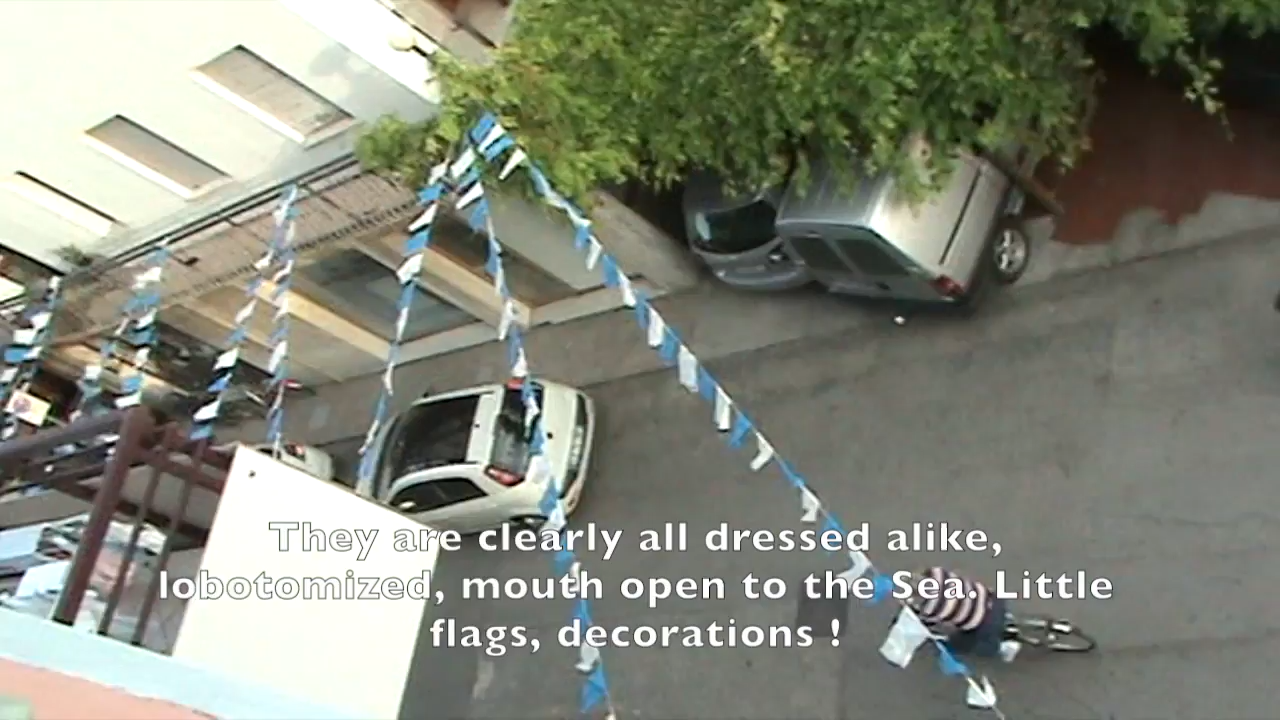 They are clearly all dressed alike,
lobotomized, mouth open to the Sea. Little
flags, decorations !